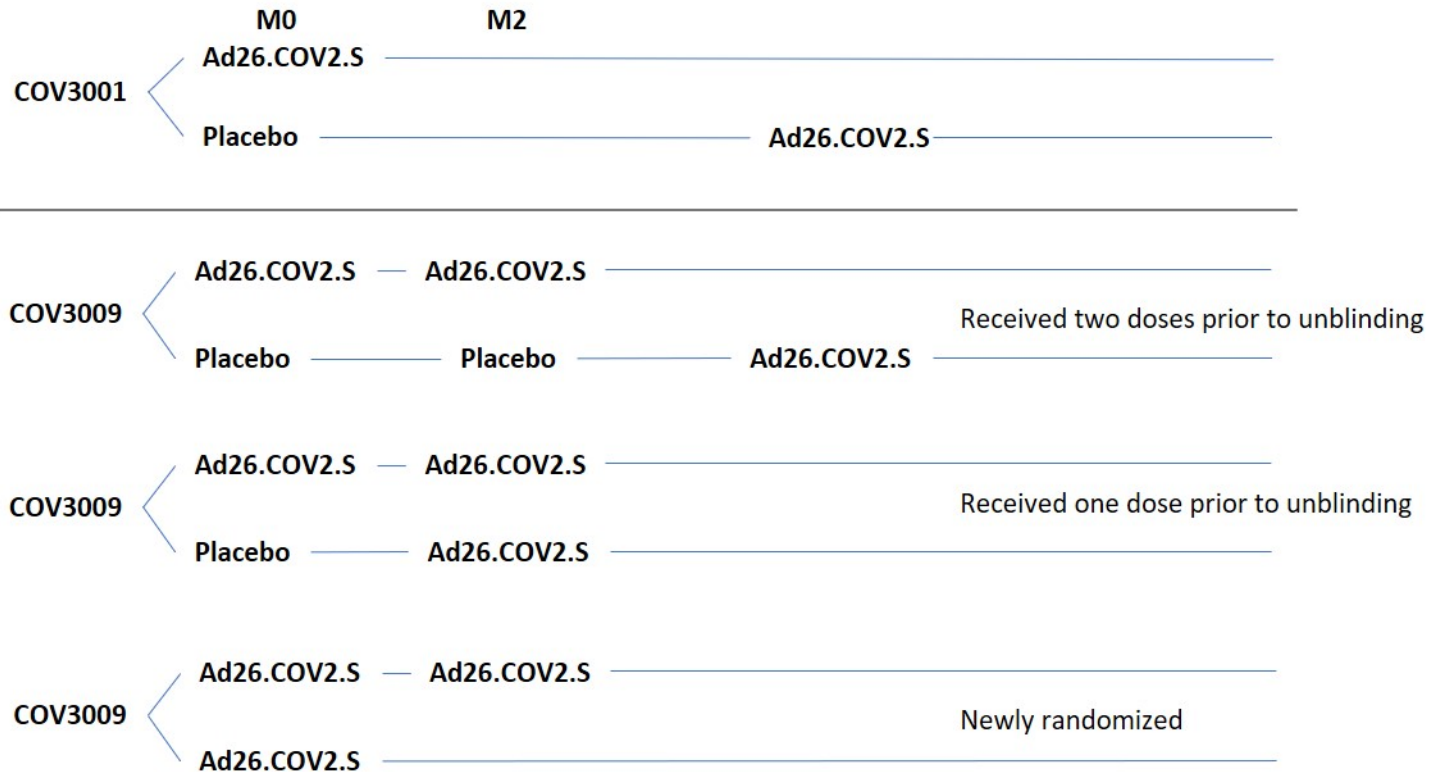 M0 M2
Ad26.COV2.S
COV3001
Placebo Ad26.COV2.S
Ad26.COV2.S Ad26.COV2.S
COV3009 Received two doses prior to unblinding
Placebo Placebo Ad26.COV2.S
Ad26.COV2.S Ad26.COV2.S
COV3009 Received one dose prior to unblinding
Placebo Ad26.COV2.S
Ad26.COV2.S Ad26.COV2.S
COV3009 Newly randomized
Ad26.COV2.S